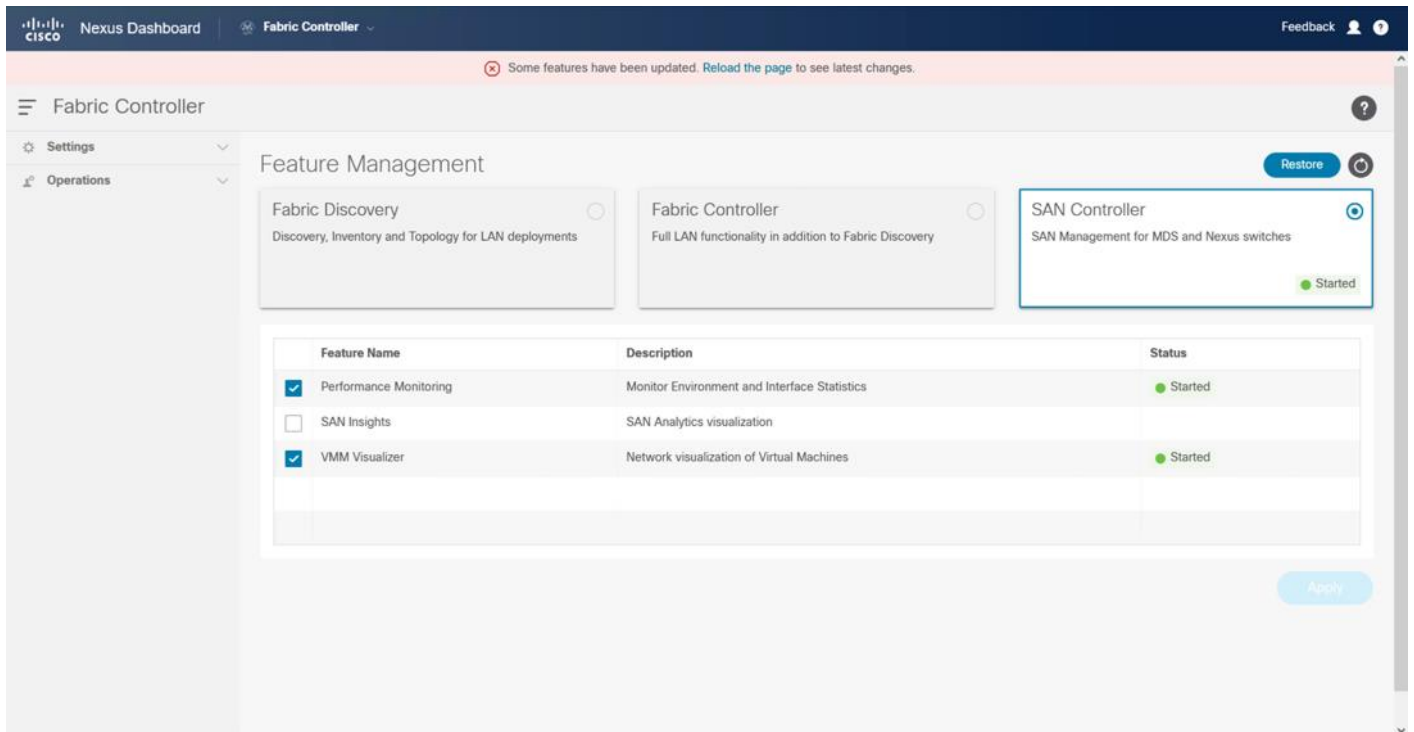 CISCO Nexus Dashboard Fabric Controller Feedback
Some features have been updated. Reload the page to see latest changes.
Fabric Controller
Settings
Operations
Feature Management
Restore
Fabric Discovery
Discovery, Inventory and Topology for LAN deployments
Fabric Controller
Full LAN functionality in addition to Fabric Discovery
SAN Controller
SAN Management for MDS and Nexus switches
Started
Feature Name Description Status
Performance Monitoring Monitor Environment and Interface Statistics Started
SAN Insights SAN Analytics visualization
VMM Visualizer Network visualization of Virtual Machines Started
Apply